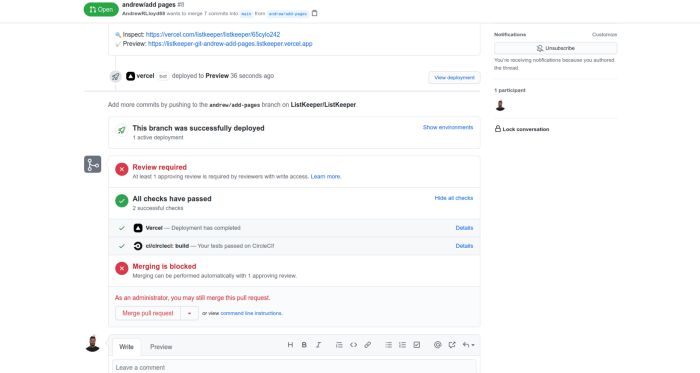 Open
andrew/add pages #8
AndrewRLloyd88 wants to merge 7 commits into main from andrew/add-pages
Inspect: https://vercel.com/listkeeper/listkeeper/65cylo242
Preview: https://listkeeper-git-andrew-add-pages.listkeeper.vercel.app
vercel bot deployed to Preview 36 seconds ago
View deployment
Add more commits by pushing to the andrew/add-pages branch on ListKeeper/ListKeeper.
This branch was successfully deployed
1 active deployment
Show environments
Review required
At least 1 approving review is required by reviewers with write access. Learn more.
All checks have passed
2 successful checks
Hide all checks
Vercel — Deployment has completed
Details
ci/circleci: build — Your tests passed on CircleCI!
Details
Merging is blocked
Merging can be performed automatically with 1 approving review.
As an administrator, you may still merge this pull request.
Merge pull request
or view command line instructions.
Write
Preview
H B I
Leave a comment
Notifications
Customize
Unsubscribe
You're receiving notifications because you authored
the thread.
1 participant
Lock conversation